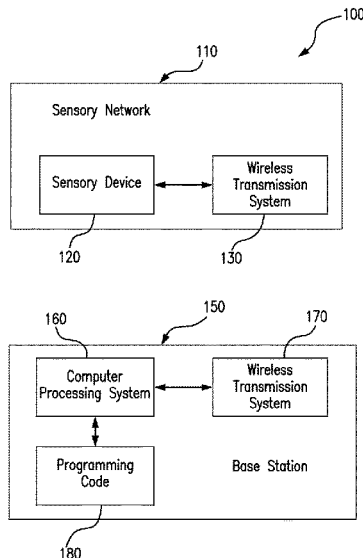 100
110
Sensory Network
Sensory Device
Wireless
Transmission
System
120
130
150
160
170
Computer
Processing System
Wireless
Transmission
System
Programming
Code
Base Station
180